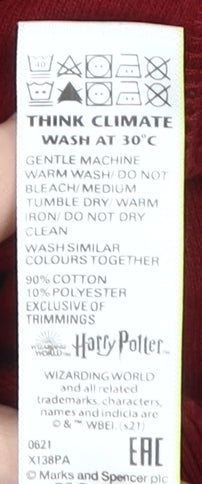 40
THINK CLIMATE
WASH AT 30°C
GENTLE MACHINE
WARM WASH/ DO NOT
BLEACH/ MEDIUM
TUMBLE DRY/ WARM
IRON/ DO NOT DRY
CLEAN
WASH SIMILAR
COLOURS TOGETHER
90% COTTON
10% POLYESTER
EXCLUSIVE OF
TRIMMINGS
WIZARDING WORLD Harry Potter™
WIZARDING WORLD
and all related
trademarks, characters,
names and indicia are
© & ™ WBEI. (s21)
0621 EAC
X138PA
© Marks and Spencer plc